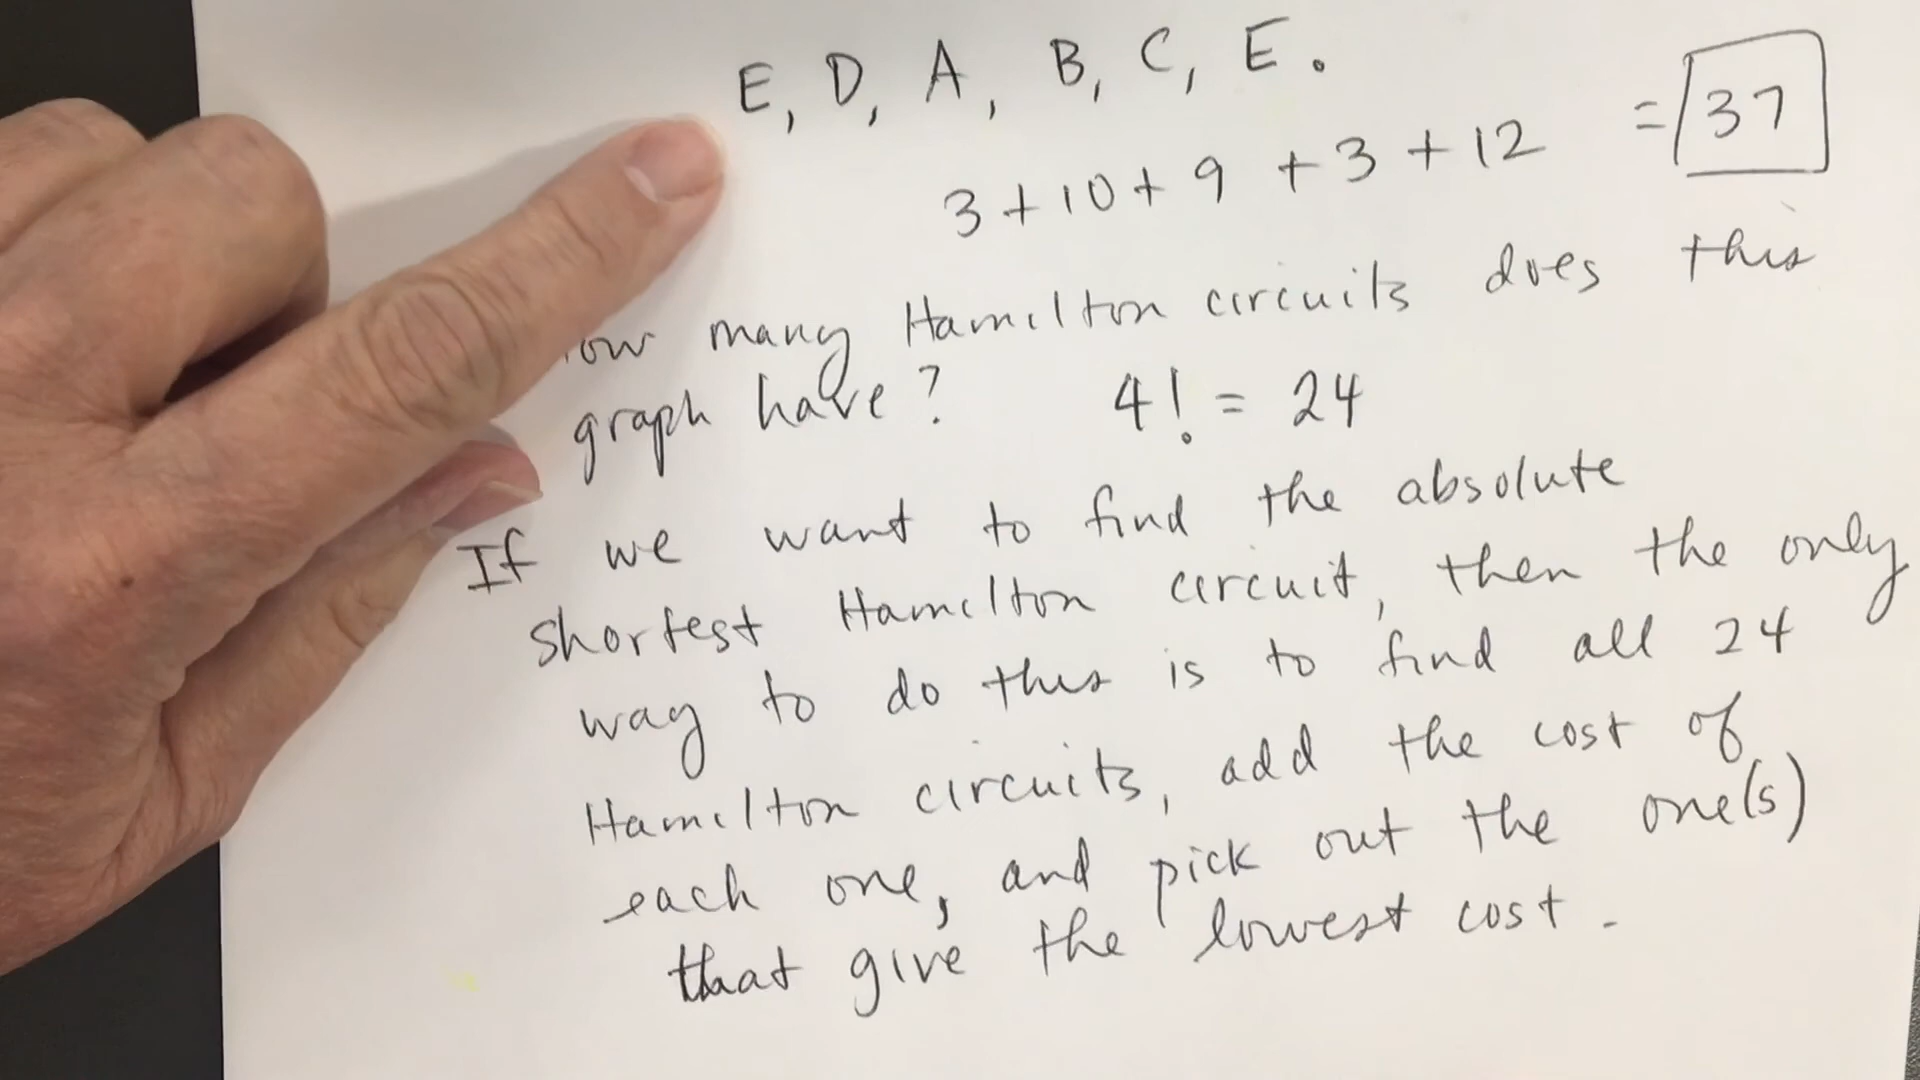 E, D, A, B, C, E.
3 + 10 + 9 + 3 + 12 = 37
many Hamilton circuits does this
graph have? 4! = 24
If we want to find the absolute
shortest Hamilton circuit, then the only
way to do this is to find all 24
Hamilton circuits, add the cost of
each one, and pick out the one(s)
that give the lowest cost.